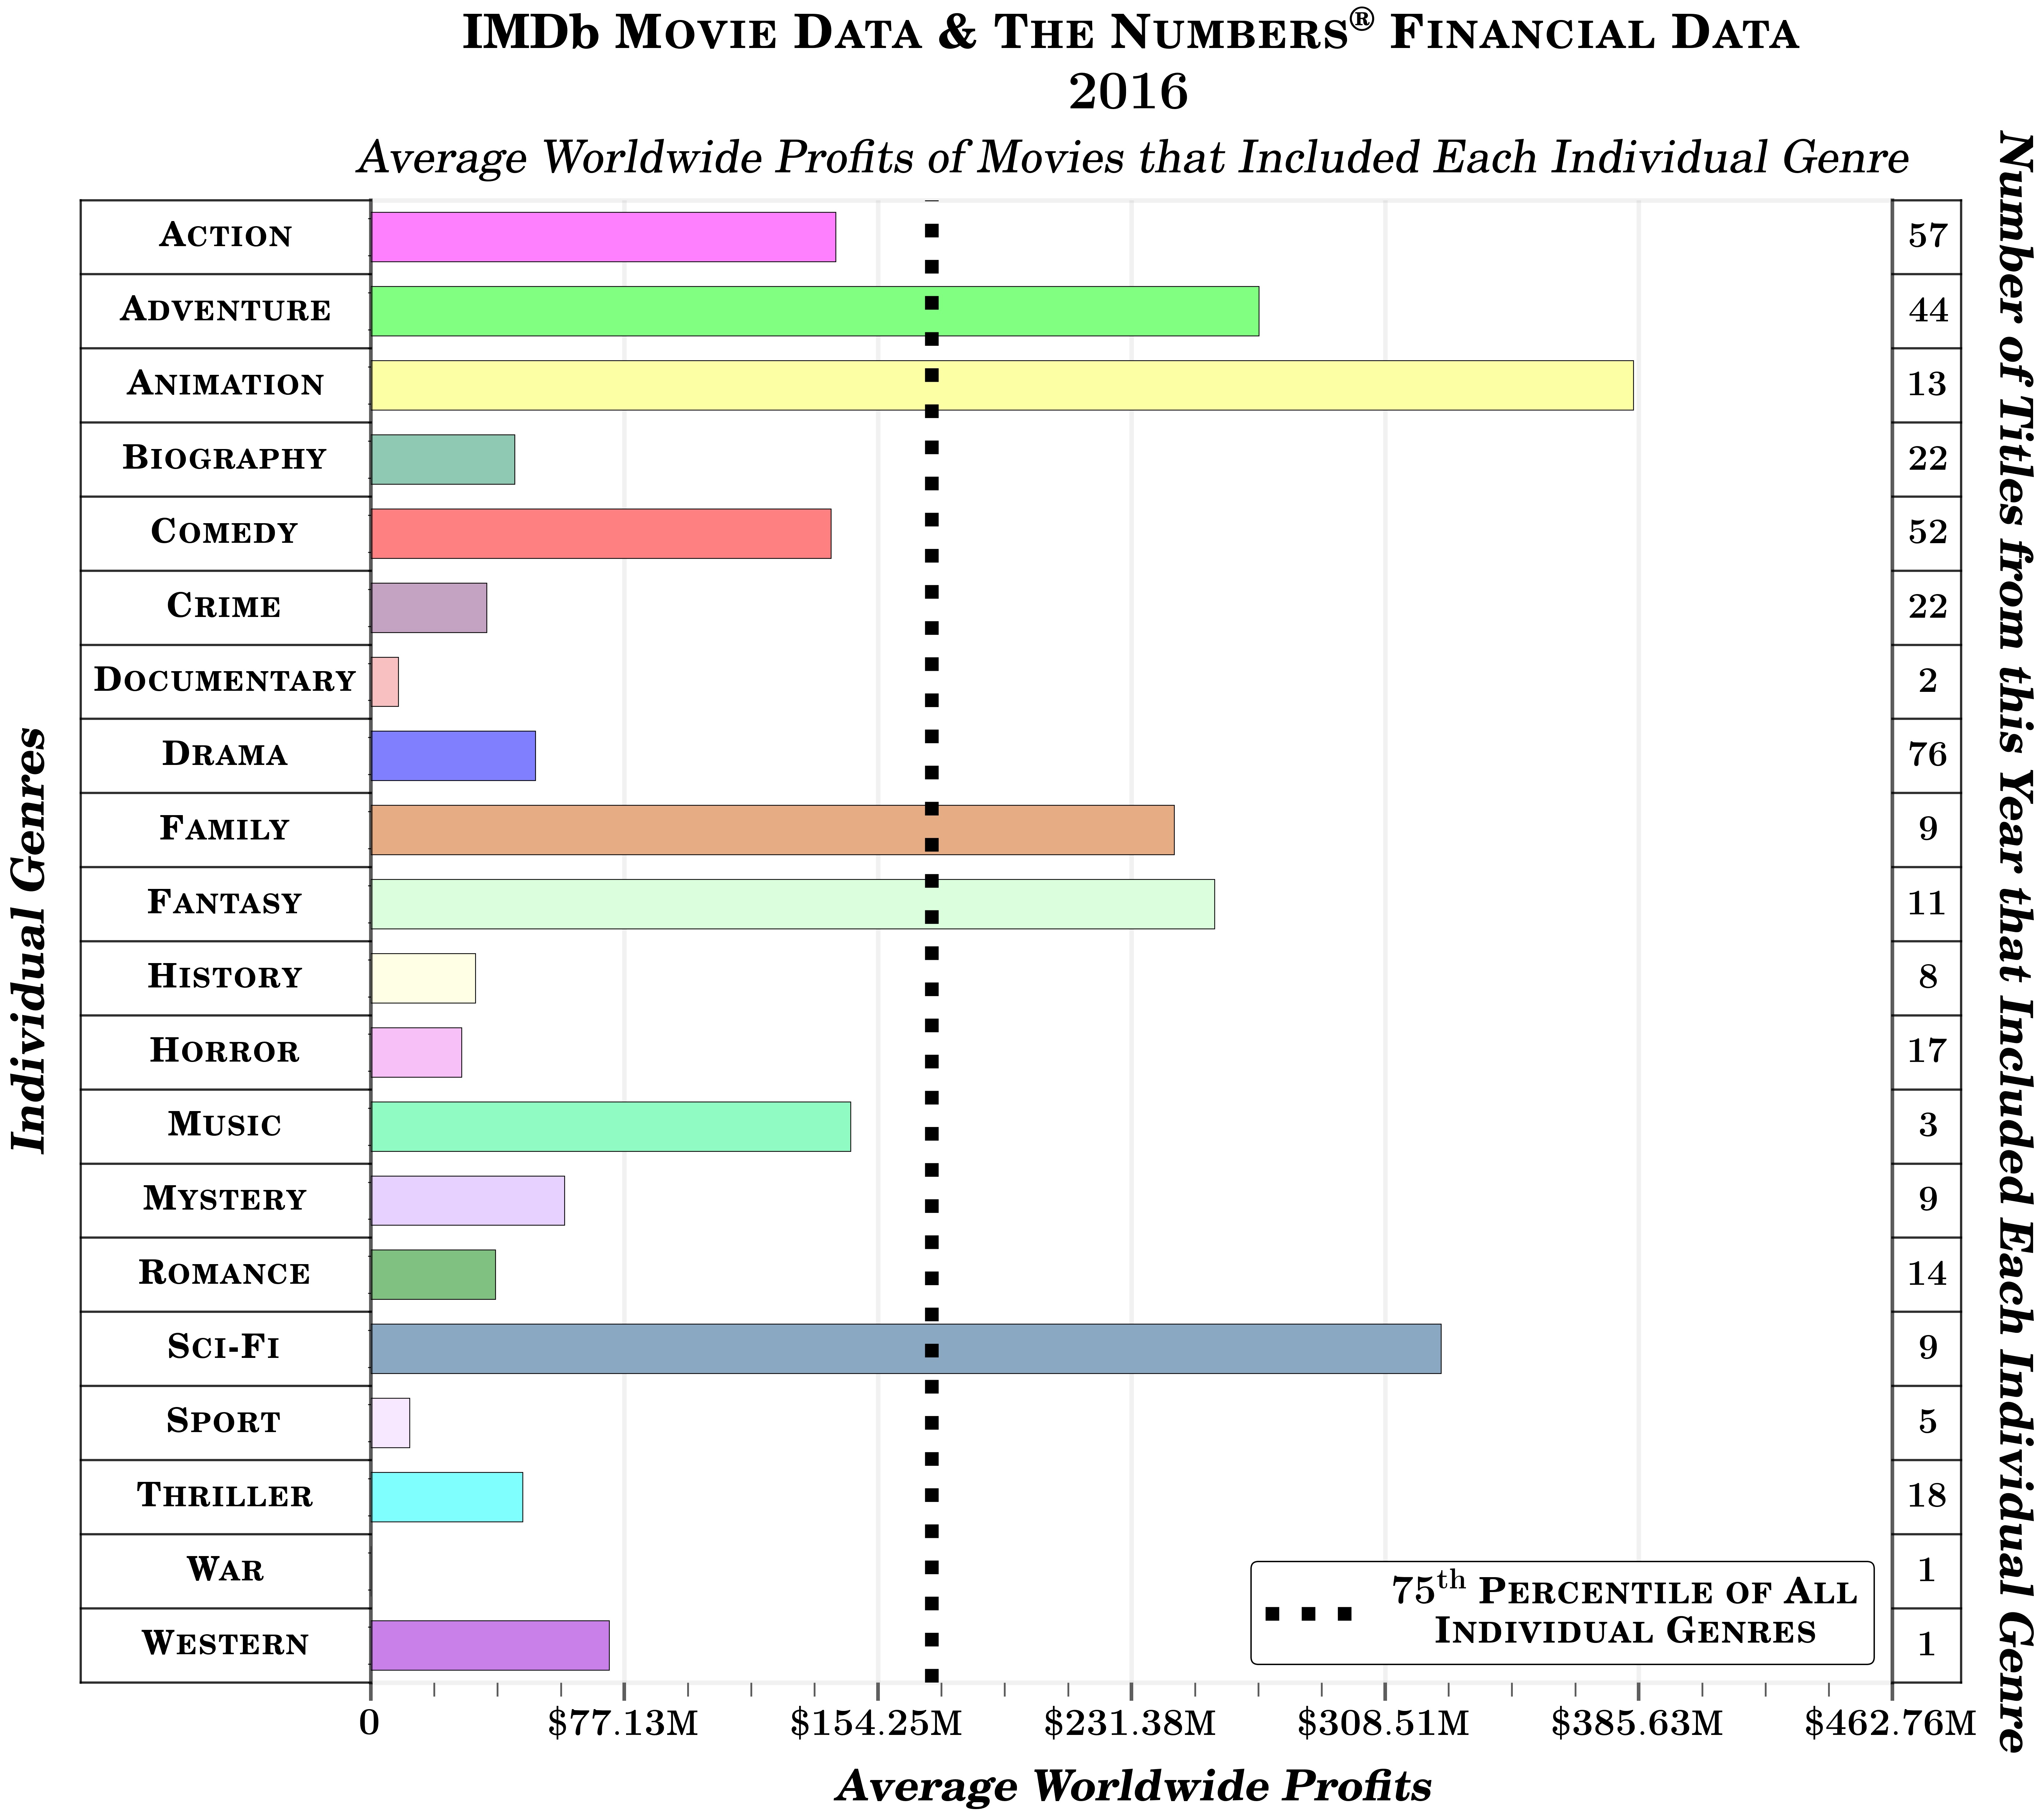 IMDb Movie Data & The Numbers® Financial Data
2016
Average Worldwide Profits of Movies that Included Each Individual Genre
Individual Genres
Action 57
Adventure 44
Animation 13
Biography 22
Comedy 52
Crime 22
Documentary 2
Drama 76
Family 9
Fantasy 11
History 8
Horror 17
Music 3
Mystery 9
Romance 14
Sci-Fi 9
Sport 5
Thriller 18
War 1
Western 1
75th Percentile of All
Individual Genres
0 $77.13M $154.25M $231.38M $308.51M $385.63M $462.76M
Average Worldwide Profits
Number of Titles from this Year that Included Each Individual Genre